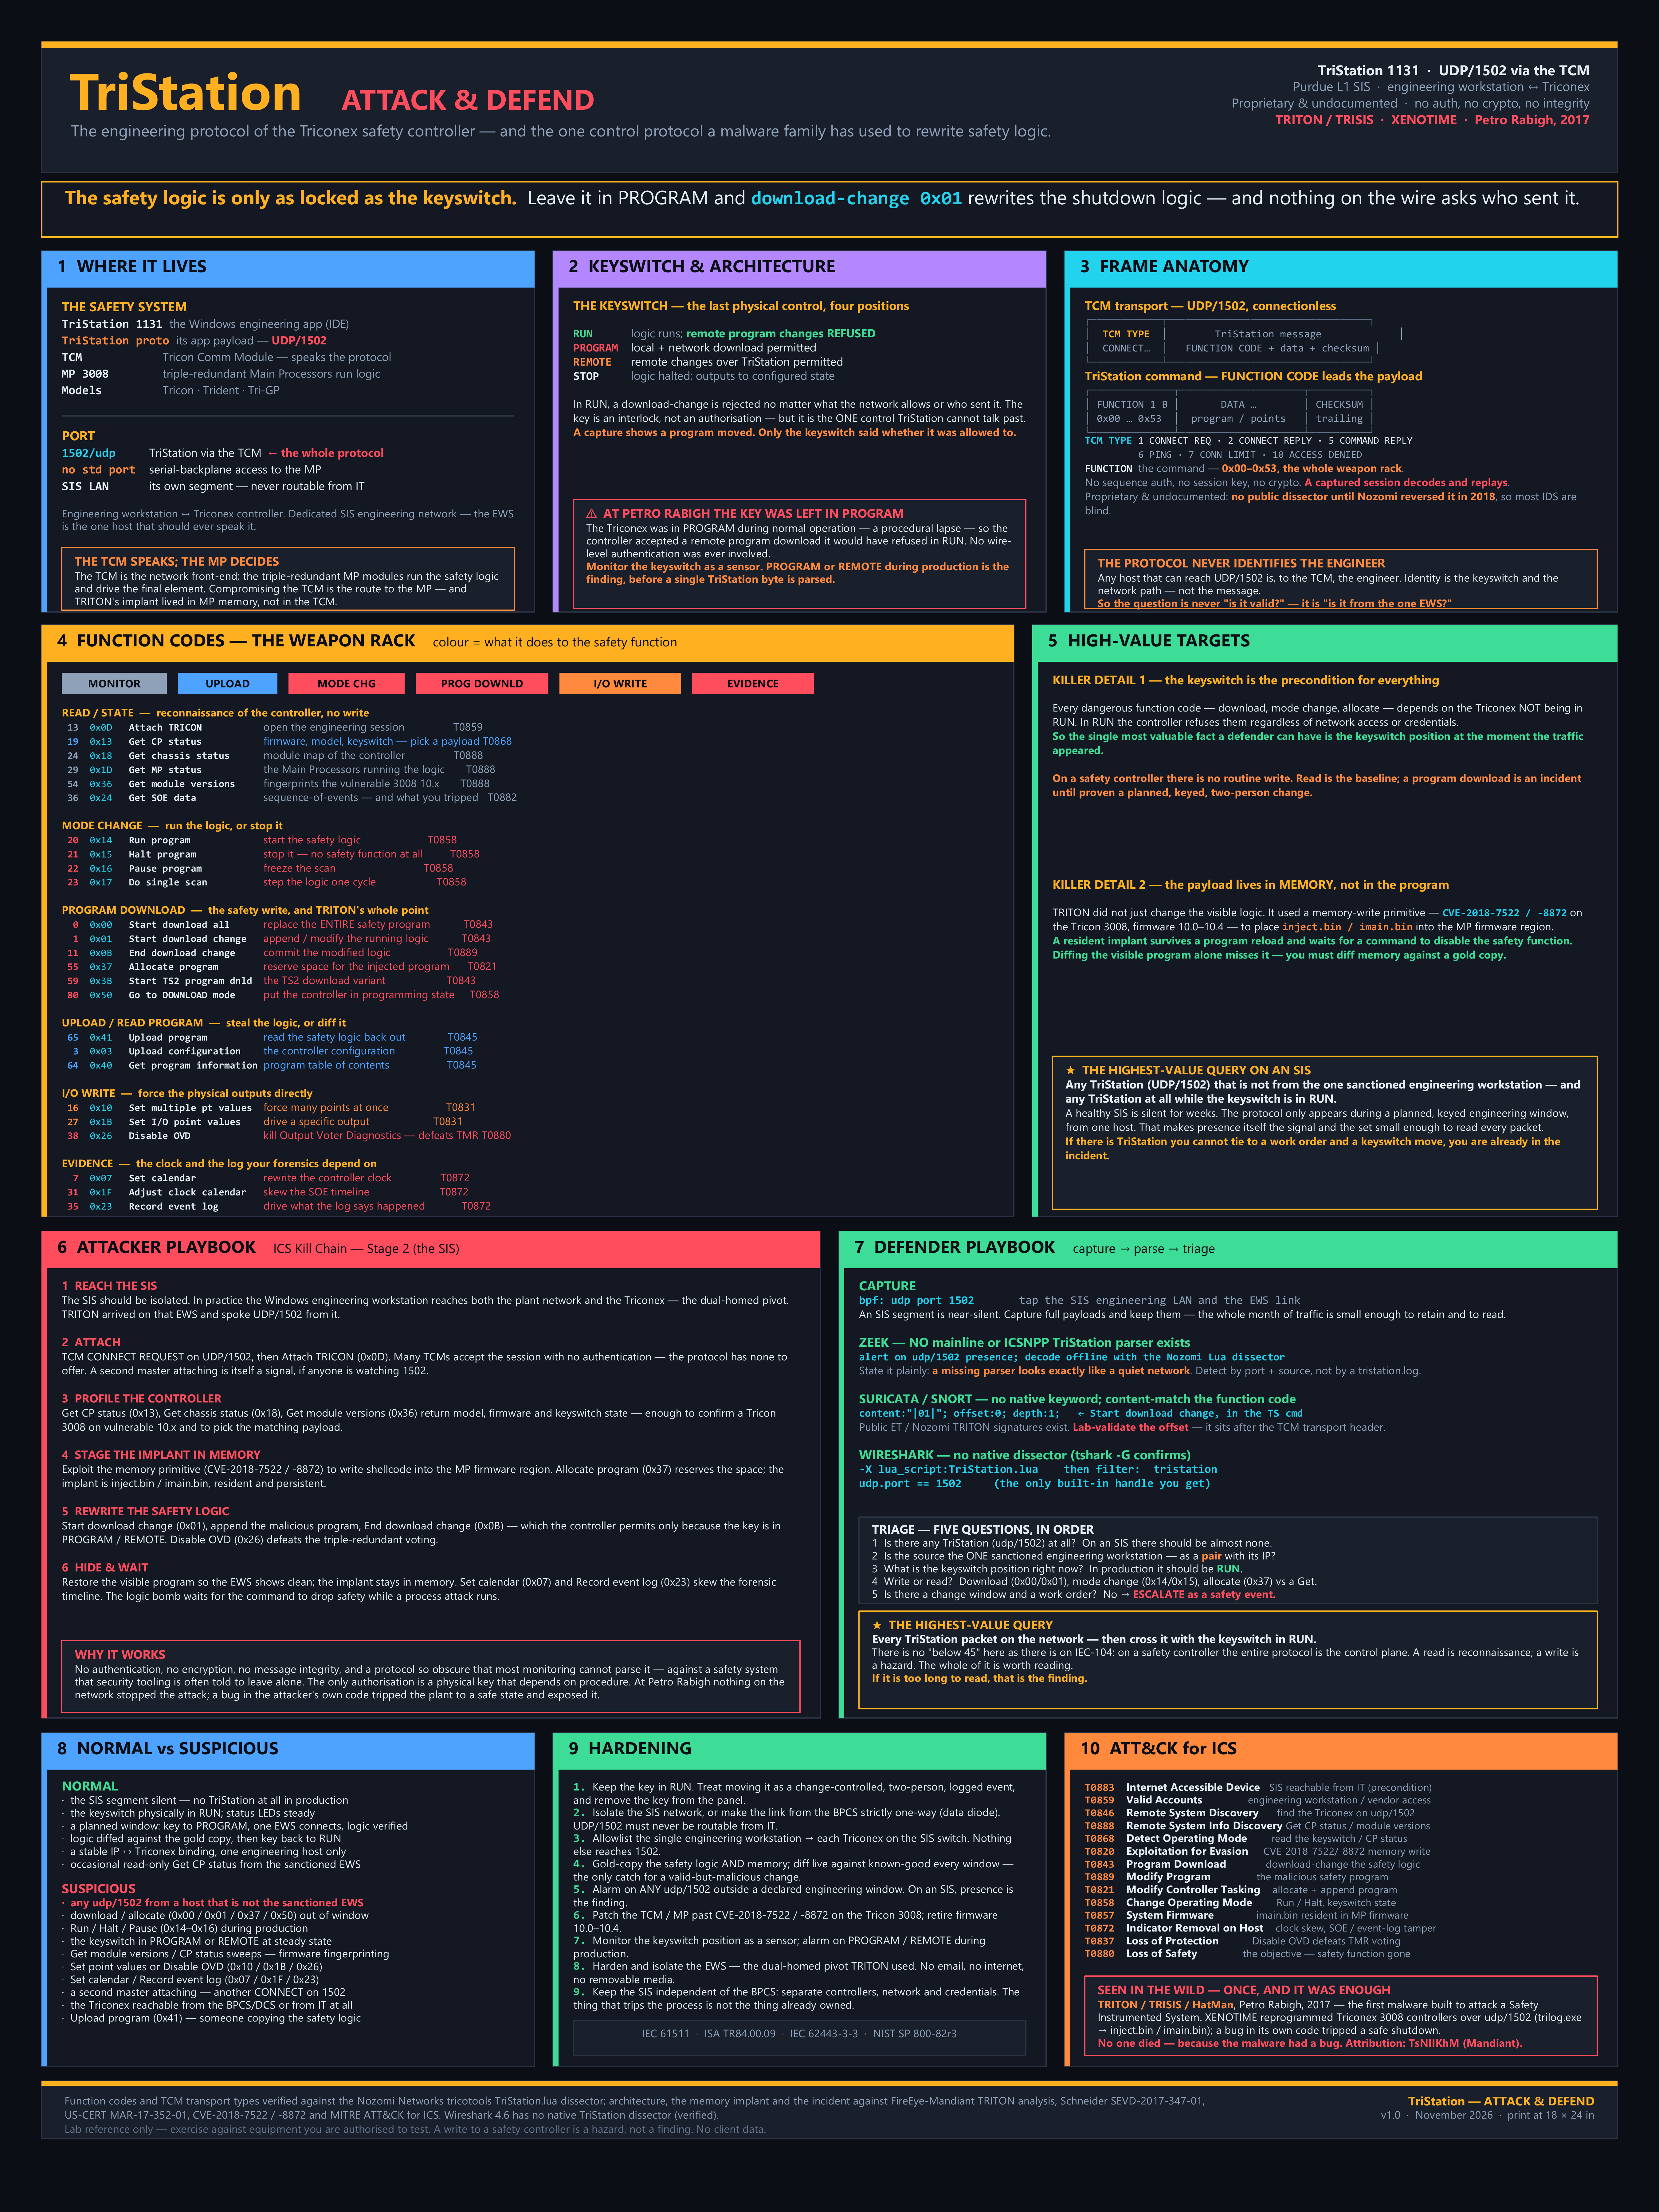 TriStation ATTACK & DEFEND
The engineering protocol of the Triconex safety controller — and the one control protocol a malware family has used to rewrite safety logic.
TriStation 1131 · UDP/1502 via the TCM
Purdue L1 SIS · engineering workstation ↔ Triconex
Proprietary & undocumented · no auth, no crypto, no integrity
TRITON / TRISIS · XENOTIME · Petro Rabigh, 2017
The safety logic is only as locked as the keyswitch. Leave it in PROGRAM and download-change 0x01 rewrites the shutdown logic — and nothing on the wire asks who sent it.
1 WHERE IT LIVES
THE SAFETY SYSTEM
TriStation 1131 the Windows engineering app (IDE)
TriStation proto its app payload — UDP/1502
TCM Tricon Comm Module — speaks the protocol
MP 3008 triple-redundant Main Processors run logic
Models Tricon · Trident · Tri-GP
PORT
1502/udp TriStation via the TCM ← the whole protocol
no std port serial-backplane access to the MP
SIS LAN its own segment — never routable from IT
Engineering workstation ↔ Triconex controller. Dedicated SIS engineering network — the EWS
is the one host that should ever speak it.
THE TCM SPEAKS; THE MP DECIDES
The TCM is the network front-end; the triple-redundant MP modules run the safety logic
and drive the final element. Compromising the TCM is the route to the MP — and
TRITON's implant lived in MP memory, not in the TCM.
2 KEYSWITCH & ARCHITECTURE
THE KEYSWITCH — the last physical control, four positions
RUN logic runs; remote program changes REFUSED
PROGRAM local + network download permitted
REMOTE remote changes over TriStation permitted
STOP logic halted; outputs to configured state
In RUN, a download-change is rejected no matter what the network allows or who sent it. The
key is an interlock, not an authorisation — but it is the ONE control TriStation cannot talk past.
A capture shows a program moved. Only the keyswitch said whether it was allowed to.
⚠ AT PETRO RABIGH THE KEY WAS LEFT IN PROGRAM
The Triconex was in PROGRAM during normal operation — a procedural lapse — so the
controller accepted a remote program download it would have refused in RUN. No wire-
level authentication was ever involved.
Monitor the keyswitch as a sensor. PROGRAM or REMOTE during production is the
finding, before a single TriStation byte is parsed.
3 FRAME ANATOMY
TCM transport — UDP/1502, connectionless
TCM TYPE TriStation message
CONNECT… FUNCTION CODE + data + checksum
TriStation command — FUNCTION CODE leads the payload
FUNCTION 1 B DATA … CHECKSUM
0x00 … 0x53 program / points trailing
TCM TYPE 1 CONNECT REQ · 2 CONNECT REPLY · 5 COMMAND REPLY
6 PING · 7 CONN LIMIT · 10 ACCESS DENIED
FUNCTION the command — 0x00–0x53, the whole weapon rack.
No sequence auth, no session key, no crypto. A captured session decodes and replays.
Proprietary & undocumented: no public dissector until Nozomi reversed it in 2018, so most IDS are
blind.
THE PROTOCOL NEVER IDENTIFIES THE ENGINEER
Any host that can reach UDP/1502 is, to the TCM, the engineer. Identity is the keyswitch and the
network path — not the message.
So the question is never "is it valid?" — it is "is it from the one EWS?"
4 FUNCTION CODES — THE WEAPON RACK colour = what it does to the safety function
MONITOR UPLOAD MODE CHG PROG DOWNLD I/O WRITE EVIDENCE
READ / STATE — reconnaissance of the controller, no write
13 0x0D Attach TRICON open the engineering session T0859
19 0x13 Get CP status firmware, model, keyswitch — pick a payload T0868
24 0x18 Get chassis status module map of the controller T0888
29 0x1D Get MP status the Main Processors running the logic T0888
54 0x36 Get module versions fingerprints the vulnerable 3008 10.x T0888
36 0x24 Get SOE data sequence-of-events — and what you tripped T0882
MODE CHANGE — run the logic, or stop it
20 0x14 Run program start the safety logic T0858
21 0x15 Halt program stop it — no safety function at all T0858
22 0x16 Pause program freeze the scan T0858
23 0x17 Do single scan step the logic one cycle T0858
PROGRAM DOWNLOAD — the safety write, and TRITON's whole point
0 0x00 Start download all replace the ENTIRE safety program T0843
1 0x01 Start download change append / modify the running logic T0843
11 0x0B End download change commit the modified logic T0889
55 0x37 Allocate program reserve space for the injected program T0821
59 0x3B Start TS2 program dnld the TS2 download variant T0843
80 0x50 Go to DOWNLOAD mode put the controller in programming state T0858
UPLOAD / READ PROGRAM — steal the logic, or diff it
65 0x41 Upload program read the safety logic back out T0845
3 0x03 Upload configuration the controller configuration T0845
64 0x40 Get program information program table of contents T0845
I/O WRITE — force the physical outputs directly
16 0x10 Set multiple pt values force many points at once T0831
27 0x1B Set I/O point values drive a specific output T0831
38 0x26 Disable OVD kill Output Voter Diagnostics — defeats TMR T0880
EVIDENCE — the clock and the log your forensics depend on
7 0x07 Set calendar rewrite the controller clock T0872
31 0x1F Adjust clock calendar skew the SOE timeline T0872
35 0x23 Record event log drive what the log says happened T0872
5 HIGH-VALUE TARGETS
KILLER DETAIL 1 — the keyswitch is the precondition for everything
Every dangerous function code — download, mode change, allocate — depends on the Triconex NOT being in
RUN. In RUN the controller refuses them regardless of network access or credentials.
So the single most valuable fact a defender can have is the keyswitch position at the moment the traffic
appeared.
On a safety controller there is no routine write. Read is the baseline; a program download is an incident
until proven a planned, keyed, two-person change.
KILLER DETAIL 2 — the payload lives in MEMORY, not in the program
TRITON did not just change the visible logic. It used a memory-write primitive — CVE-2018-7522 / -8872 on
the Tricon 3008, firmware 10.0–10.4 — to place inject.bin / imain.bin into the MP firmware region.
A resident implant survives a program reload and waits for a command to disable the safety function.
Diffing the visible program alone misses it — you must diff memory against a gold copy.
★ THE HIGHEST-VALUE QUERY ON AN SIS
Any TriStation (UDP/1502) that is not from the one sanctioned engineering workstation — and
any TriStation at all while the keyswitch is in RUN.
A healthy SIS is silent for weeks. The protocol only appears during a planned, keyed engineering window,
from one host. That makes presence itself the signal and the set small enough to read every packet.
If there is TriStation you cannot tie to a work order and a keyswitch move, you are already in the
incident.
6 ATTACKER PLAYBOOK ICS Kill Chain — Stage 2 (the SIS)
1 REACH THE SIS
The SIS should be isolated. In practice the Windows engineering workstation reaches both the plant network and the Triconex — the dual-homed pivot.
TRITON arrived on that EWS and spoke UDP/1502 from it.
2 ATTACH
TCM CONNECT REQUEST on UDP/1502, then Attach TRICON (0x0D). Many TCMs accept the session with no authentication — the protocol has none to
offer. A second master attaching is itself a signal, if anyone is watching 1502.
3 PROFILE THE CONTROLLER
Get CP status (0x13), Get chassis status (0x18), Get module versions (0x36) return model, firmware and keyswitch state — enough to confirm a Tricon
3008 on vulnerable 10.x and to pick the matching payload.
4 STAGE THE IMPLANT IN MEMORY
Exploit the memory primitive (CVE-2018-7522 / -8872) to write shellcode into the MP firmware region. Allocate program (0x37) reserves the space; the
implant is inject.bin / imain.bin, resident and persistent.
5 REWRITE THE SAFETY LOGIC
Start download change (0x01), append the malicious program, End download change (0x0B) — which the controller permits only because the key is in
PROGRAM / REMOTE. Disable OVD (0x26) defeats the triple-redundant voting.
6 HIDE & WAIT
Restore the visible program so the EWS shows clean; the implant stays in memory. Set calendar (0x07) and Record event log (0x23) skew the forensic
timeline. The logic bomb waits for the command to drop safety while a process attack runs.
WHY IT WORKS
No authentication, no encryption, no message integrity, and a protocol so obscure that most monitoring cannot parse it — against a safety system
that security tooling is often told to leave alone. The only authorisation is a physical key that depends on procedure. At Petro Rabigh nothing on the
network stopped the attack; a bug in the attacker's own code tripped the plant to a safe state and exposed it.
7 DEFENDER PLAYBOOK capture → parse → triage
CAPTURE
bpf: udp port 1502 tap the SIS engineering LAN and the EWS link
An SIS segment is near-silent. Capture full payloads and keep them — the whole month of traffic is small enough to retain and to read.
ZEEK — NO mainline or ICSNPP TriStation parser exists
alert on udp/1502 presence; decode offline with the Nozomi Lua dissector
State it plainly: a missing parser looks exactly like a quiet network. Detect by port + source, not by a tristation.log.
SURICATA / SNORT — no native keyword; content-match the function code
content:"|01|"; offset:0; depth:1; ← Start download change, in the TS cmd
Public ET / Nozomi TRITON signatures exist. Lab-validate the offset — it sits after the TCM transport header.
WIRESHARK — no native dissector (tshark -G confirms)
-X lua_script:TriStation.lua then filter: tristation
udp.port == 1502 (the only built-in handle you get)
TRIAGE — FIVE QUESTIONS, IN ORDER
1 Is there any TriStation (udp/1502) at all? On an SIS there should be almost none.
2 Is the source the ONE sanctioned engineering workstation — as a pair with its IP?
3 What is the keyswitch position right now? In production it should be RUN.
4 Write or read? Download (0x00/0x01), mode change (0x14/0x15), allocate (0x37) vs a Get.
5 Is there a change window and a work order? No → ESCALATE as a safety event.
★ THE HIGHEST-VALUE QUERY
Every TriStation packet on the network — then cross it with the keyswitch in RUN.
There is no "below 45" here as there is on IEC-104: on a safety controller the entire protocol is the control plane. A read is reconnaissance; a write is
a hazard. The whole of it is worth reading.
If it is too long to read, that is the finding.
8 NORMAL vs SUSPICIOUS
NORMAL
· the SIS segment silent — no TriStation at all in production
· the keyswitch physically in RUN; status LEDs steady
· a planned window: key to PROGRAM, one EWS connects, logic verified
· logic diffed against the gold copy, then key back to RUN
· a stable IP ↔ Triconex binding, one engineering host only
· occasional read-only Get CP status from the sanctioned EWS
SUSPICIOUS
· any udp/1502 from a host that is not the sanctioned EWS
· download / allocate (0x00 / 0x01 / 0x37 / 0x50) out of window
· Run / Halt / Pause (0x14–0x16) during production
· the keyswitch in PROGRAM or REMOTE at steady state
· Get module versions / CP status sweeps — firmware fingerprinting
· Set point values or Disable OVD (0x10 / 0x1B / 0x26)
· Set calendar / Record event log (0x07 / 0x1F / 0x23)
· a second master attaching — another CONNECT on 1502
· the Triconex reachable from the BPCS/DCS or from IT at all
· Upload program (0x41) — someone copying the safety logic
9 HARDENING
1. Keep the key in RUN. Treat moving it as a change-controlled, two-person, logged event,
and remove the key from the panel.
2. Isolate the SIS network, or make the link from the BPCS strictly one-way (data diode).
UDP/1502 must never be routable from IT.
3. Allowlist the single engineering workstation → each Triconex on the SIS switch. Nothing
else reaches 1502.
4. Gold-copy the safety logic AND memory; diff live against known-good every window —
the only catch for a valid-but-malicious change.
5. Alarm on ANY udp/1502 outside a declared engineering window. On an SIS, presence is
the finding.
6. Patch the TCM / MP past CVE-2018-7522 / -8872 on the Tricon 3008; retire firmware
10.0–10.4.
7. Monitor the keyswitch position as a sensor; alarm on PROGRAM / REMOTE during
production.
8. Harden and isolate the EWS — the dual-homed pivot TRITON used. No email, no internet,
no removable media.
9. Keep the SIS independent of the BPCS: separate controllers, network and credentials. The
thing that trips the process is not the thing already owned.
IEC 61511 · ISA TR84.00.09 · IEC 62443-3-3 · NIST SP 800-82r3
10 ATT&CK for ICS
T0883 Internet Accessible Device SIS reachable from IT (precondition)
T0859 Valid Accounts engineering workstation / vendor access
T0846 Remote System Discovery find the Triconex on udp/1502
T0888 Remote System Info Discovery Get CP status / module versions
T0868 Detect Operating Mode read the keyswitch / CP status
T0820 Exploitation for Evasion CVE-2018-7522/-8872 memory write
T0843 Program Download download-change the safety logic
T0889 Modify Program the malicious safety program
T0821 Modify Controller Tasking allocate + append program
T0858 Change Operating Mode Run / Halt, keyswitch state
T0857 System Firmware imain.bin resident in MP firmware
T0872 Indicator Removal on Host clock skew, SOE / event-log tamper
T0837 Loss of Protection Disable OVD defeats TMR voting
T0880 Loss of Safety the objective — safety function gone
SEEN IN THE WILD — ONCE, AND IT WAS ENOUGH
TRITON / TRISIS / HatMan, Petro Rabigh, 2017 — the first malware built to attack a Safety
Instrumented System. XENOTIME reprogrammed Triconex 3008 controllers over udp/1502 (trilog.exe
→ inject.bin / imain.bin); a bug in its own code tripped a safe shutdown.
No one died — because the malware had a bug. Attribution: TsNIIKhM (Mandiant).
Function codes and TCM transport types verified against the Nozomi Networks tricotools TriStation.lua dissector; architecture, the memory implant and the incident against FireEye-Mandiant TRITON analysis, Schneider SEVD-2017-347-01,
US-CERT MAR-17-352-01, CVE-2018-7522 / -8872 and MITRE ATT&CK for ICS. Wireshark 4.6 has no native TriStation dissector (verified).
Lab reference only — exercise against equipment you are authorised to test. A write to a safety controller is a hazard, not a finding. No client data.
TriStation — ATTACK & DEFEND
v1.0 · November 2026 · print at 18 × 24 in